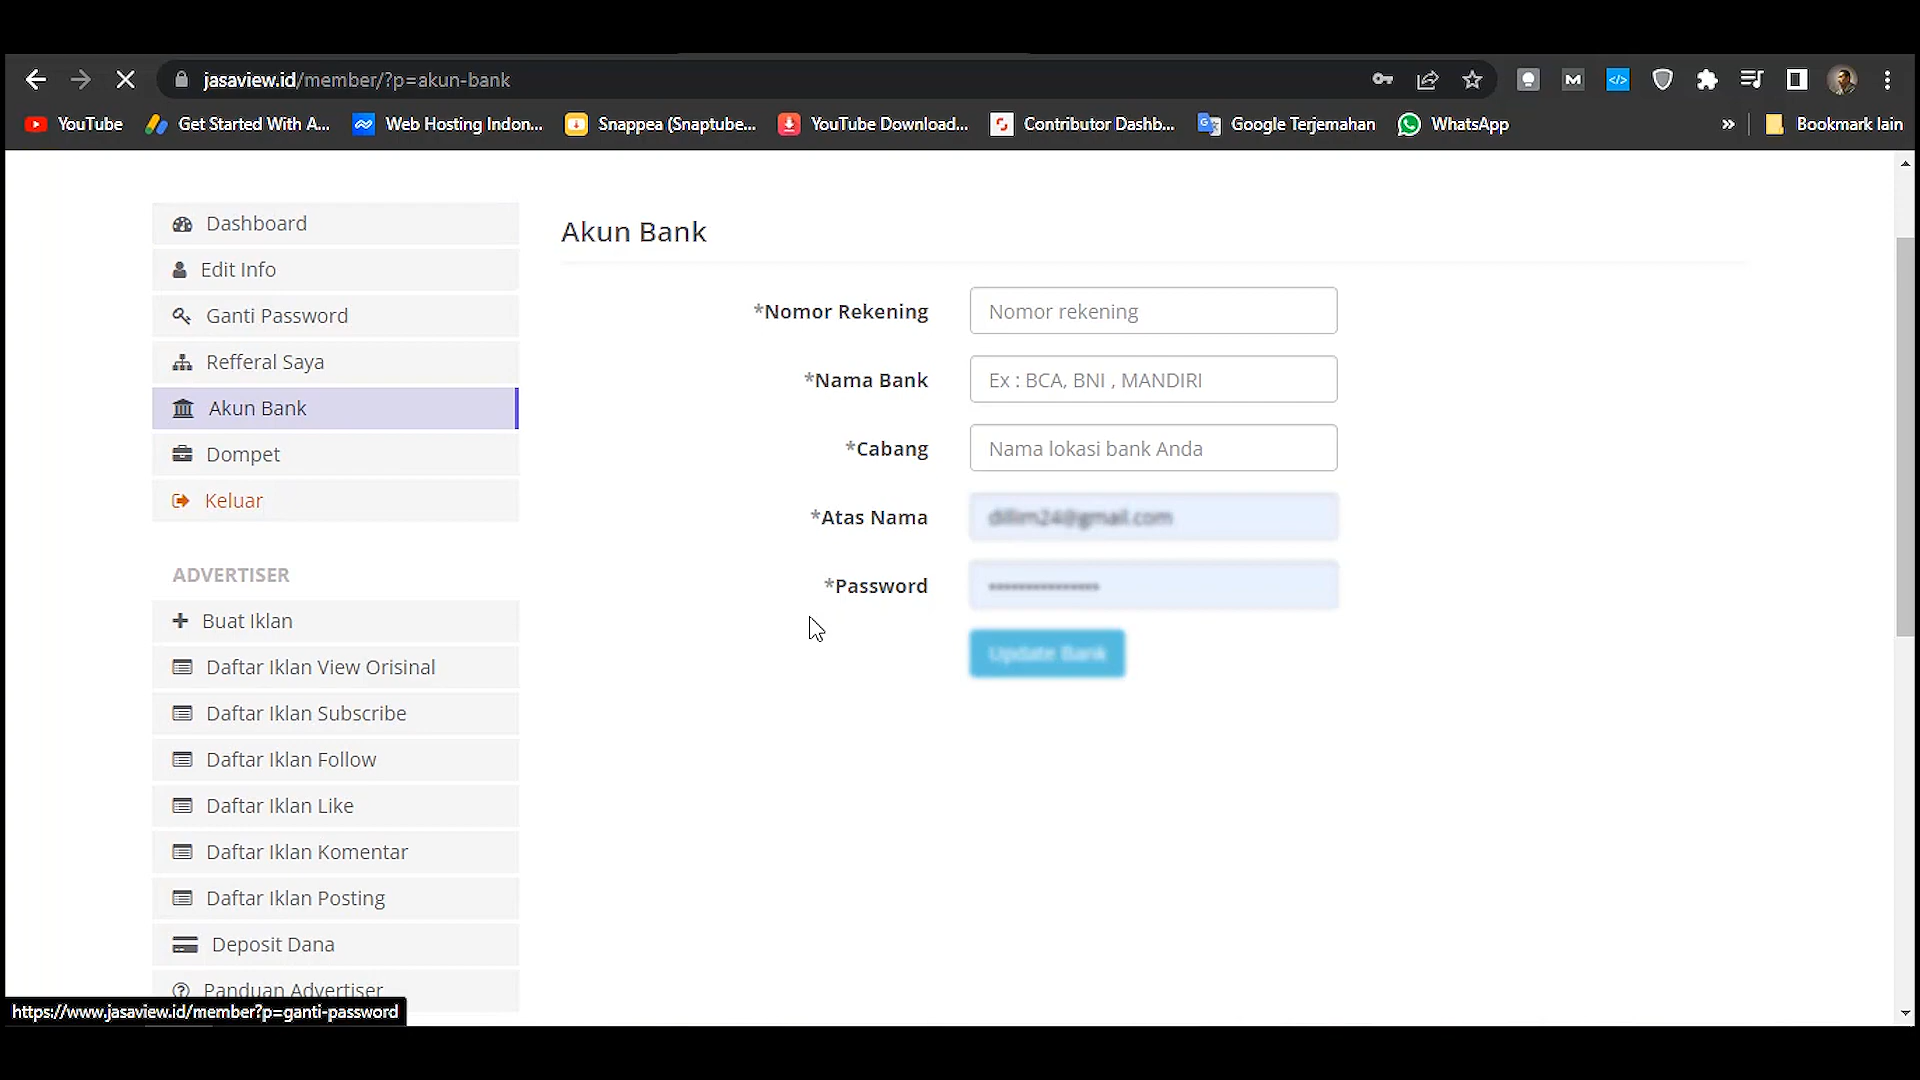 jasaview.id/member/?p=akun-bank
YouTube
Get Started With A...
Web Hosting Indon...
Snappea (Snaptube...
YouTube Download...
Contributor Dashb...
Google Terjemahan
WhatsApp
»
Bookmark lain
Dashboard
Edit Info
Ganti Password
Refferal Saya
Akun Bank
Dompet
Keluar
ADVERTISER
Buat Iklan
Daftar Iklan View Orisinal
Daftar Iklan Subscribe
Daftar Iklan Follow
Daftar Iklan Like
Daftar Iklan Komentar
Daftar Iklan Posting
Deposit Dana
Panduan Advertiser
Akun Bank
*Nomor Rekening
Nomor rekening
*Nama Bank
Ex : BCA, BNI , MANDIRI
*Cabang
Nama lokasi bank Anda
*Atas Nama
*Password
Update Bank
https://www.jasaview.id/member?p=ganti-password